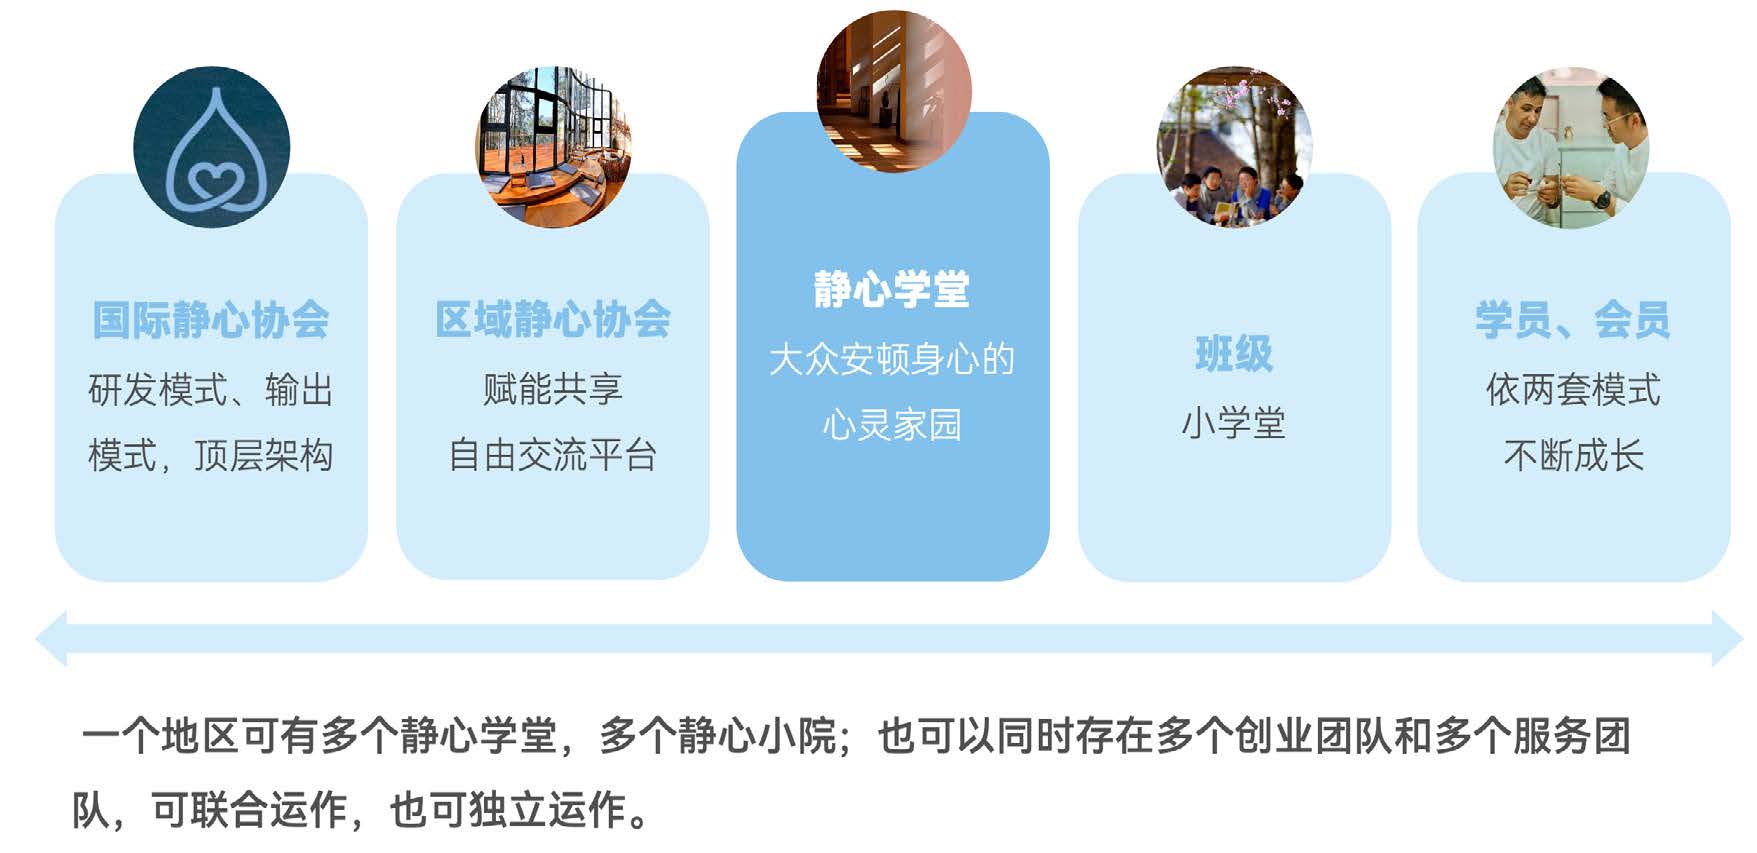 国际静心协会
研发模式、输出
模式，顶层架构
区域静心协会
赋能共享
自由交流平台
静心学堂
大众安顿身心的
心灵家园
班级
小学堂
学员、会员
依两套模式
不断成长
一个地区可有多个静心学堂，多个静心小院；也可以同时存在多个创业团队和多个服务团
队，可联合运作，也可独立运作。